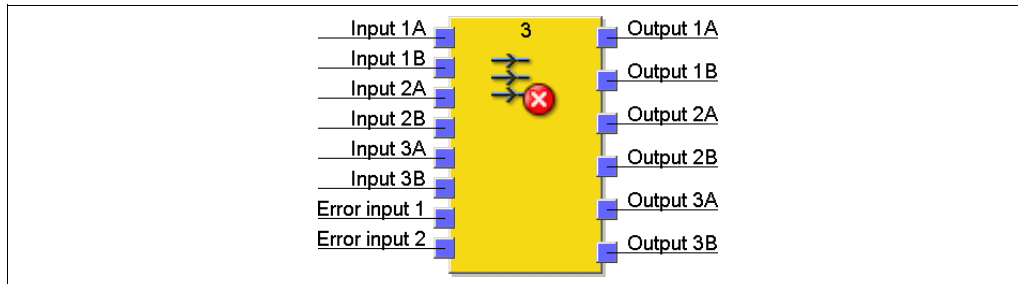 Input 1A
Input 1B
Input 2A
Input 2B
Input 3A
Input 3B
Error input 1
Error input 2
3
Output 1A
Output 1B
Output 2A
Output 2B
Output 3A
Output 3B